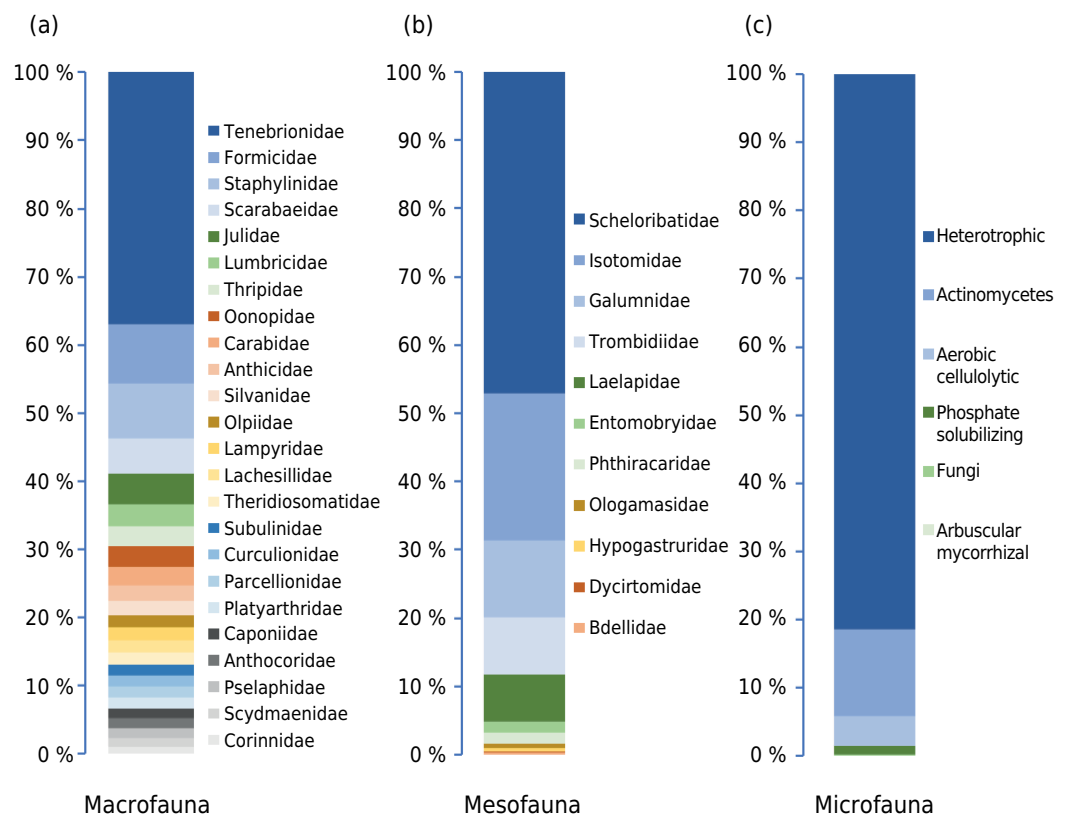 (a)
100 %
90 %
80 %
70 %
60 %
50 %
40 %
30 %
20 %
10 %
0 %
Tenebrionidae
Formicidae
Staphylinidae
Scarabaeidae
Julidae
Lumbricidae
Thripidae
Oonopidae
Carabidae
Anthicidae
Silvanidae
Olpiidae
Lampyridae
Lachesillidae
Theridiosomatidae
Subulinidae
Curculionidae
Parcellionidae
Platyarthridae
Caponiidae
Anthocoridae
Pselaphidae
Scydmaenidae
Corinnidae
Macrofauna
(b)
100 %
90 %
80 %
70 %
60 %
50 %
40 %
30 %
20 %
10 %
0 %
Scheloribatidae
Isotomidae
Galumnidae
Trombidiidae
Laelapidae
Entomobryidae
Phthiracaridae
Ologamasidae
Hypogastruridae
Dycirtomidae
Bdellidae
Mesofauna
(c)
100 %
90 %
80 %
70 %
60 %
50 %
40 %
30 %
20 %
10 %
0 %
Heterotrophic
Actinomycetes
Aerobic
cellulolytic
Phosphate
solubilizing
Fungi
Arbuscular
mycorrhizal
Microfauna